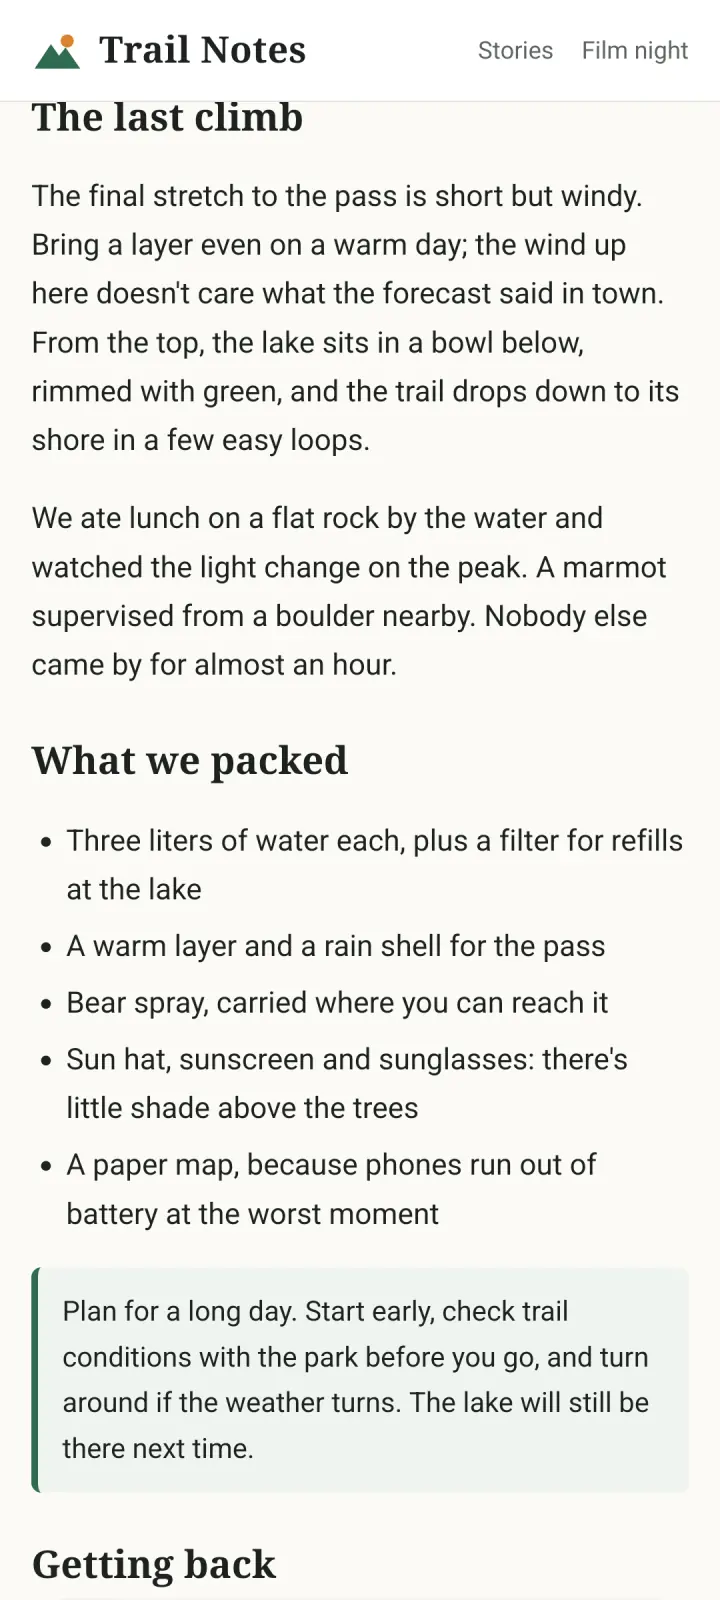 Trail Notes
Stories
Film night
The last climb
The final stretch to the pass is short but windy.
Bring a layer even on a warm day; the wind up
here doesn't care what the forecast said in town.
From the top, the lake sits in a bowl below,
rimmed with green, and the trail drops down to its
shore in a few easy loops.
We ate lunch on a flat rock by the water and
watched the light change on the peak. A marmot
supervised from a boulder nearby. Nobody else
came by for almost an hour.
What we packed
• Three liters of water each, plus a filter for refills
at the lake
• A warm layer and a rain shell for the pass
• Bear spray, carried where you can reach it
• Sun hat, sunscreen and sunglasses: there's
little shade above the trees
• A paper map, because phones run out of
battery at the worst moment
Plan for a long day. Start early, check trail
conditions with the park before you go, and turn
around if the weather turns. The lake will still be
there next time.
Getting back